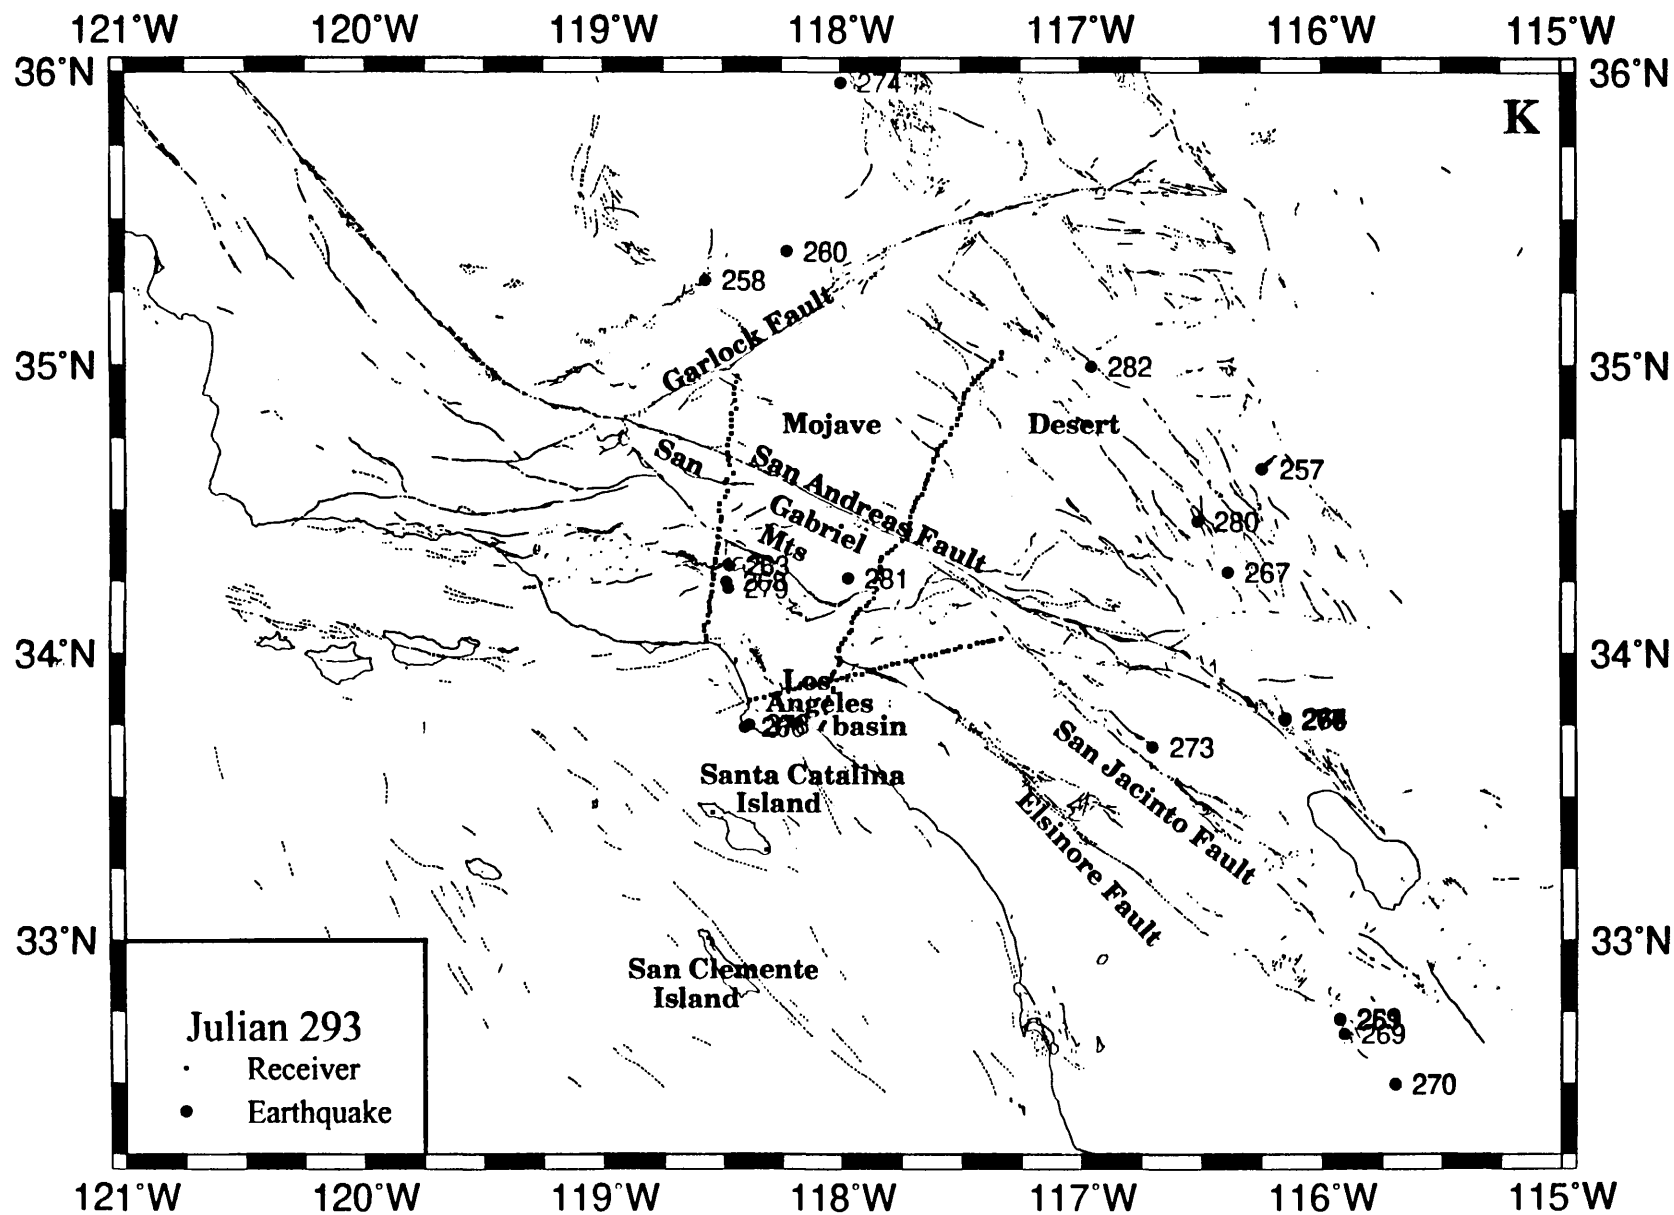 121°W 120°W 119°W 118°W 117°W 116°W 115°W
36°N 36°N
274
K
260
258
Garlock Fault
35°N 35°N
282
Mojave Desert
San Andreas Fault
San
Gabriel
Mts
257
280
263
281
267
279
34°N 34°N
Los
Angeles
basin
273
San Jacinto Fault
Santa Catalina
Island
Elsinore Fault
33°N 33°N
San Clemente
Island
Julian 293
Receiver
Earthquake
269
270
121°W 120°W 119°W 118°W 117°W 116°W 115°W